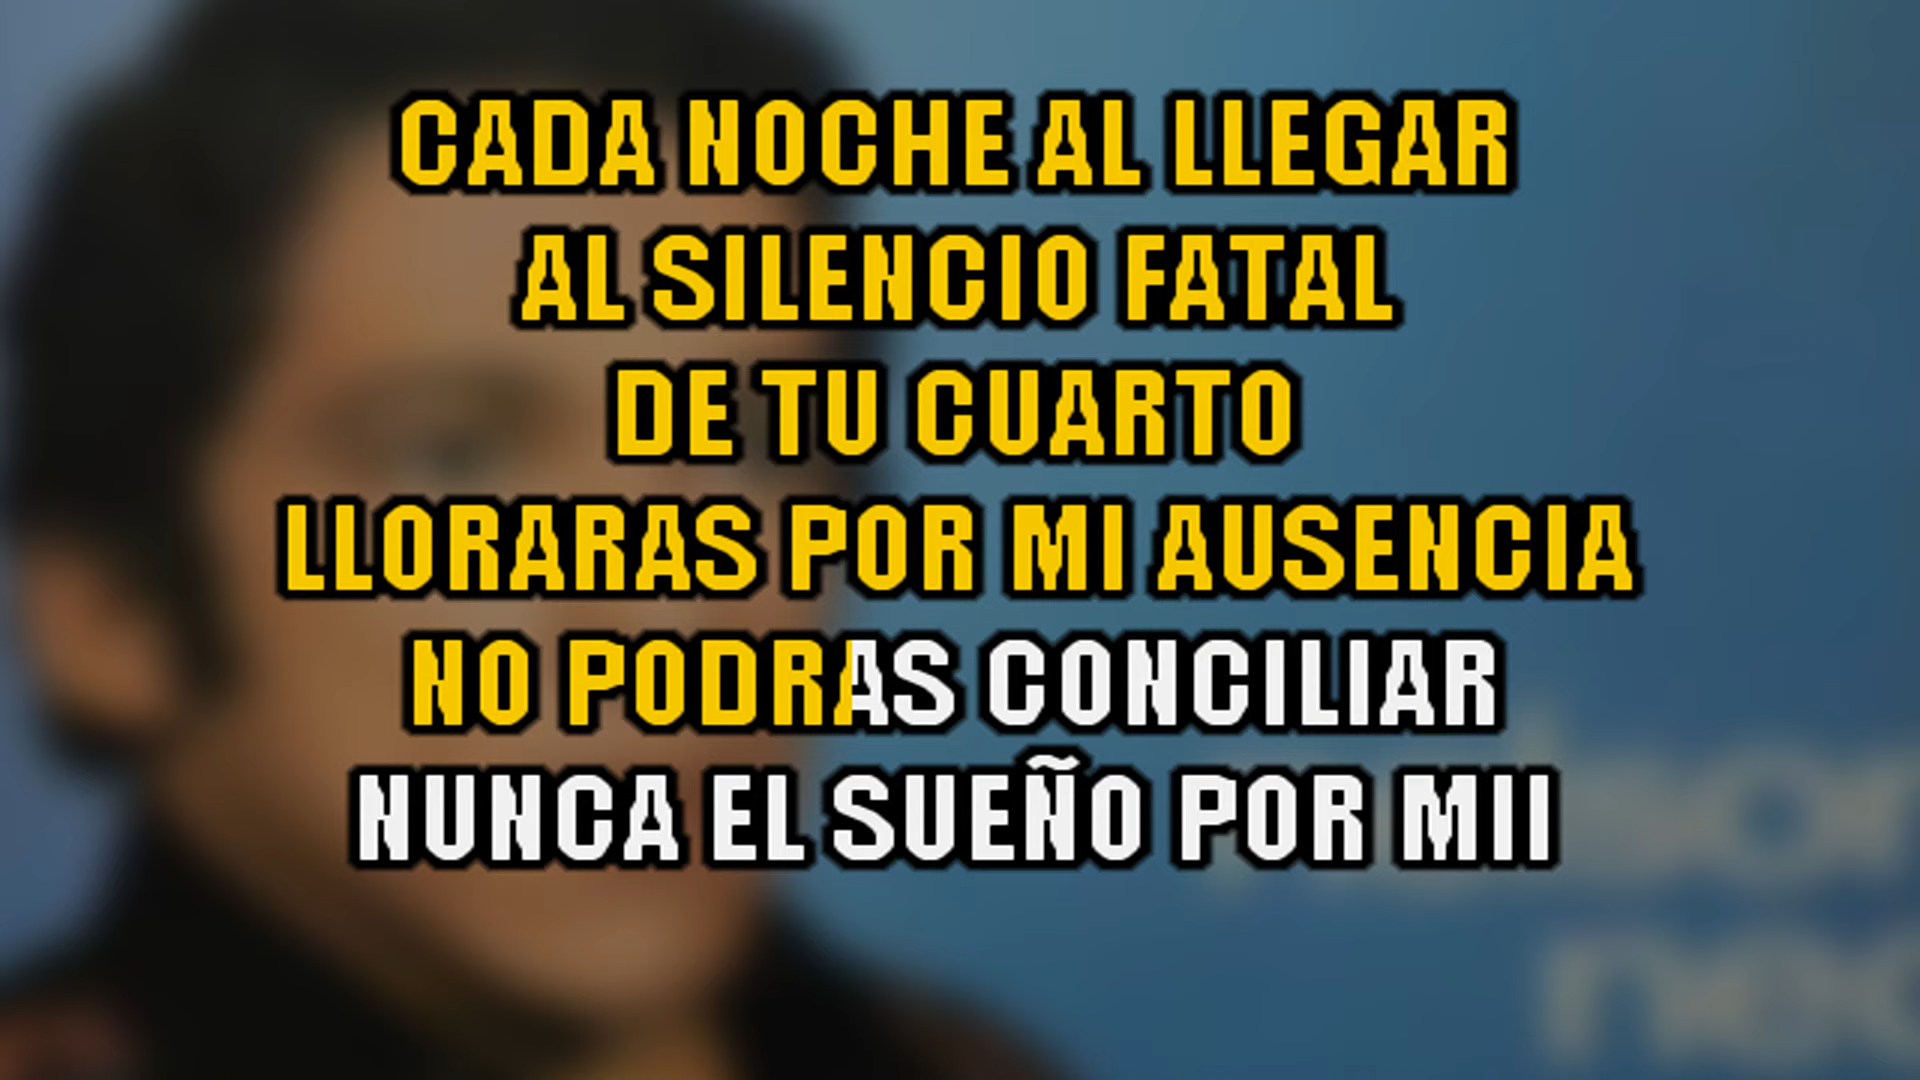 CADA NOCHE AL LLEGAR
AL SILENCIO FATAL
DE TU CUARTO
LLORARAS POR MI AUSENCIA
NO PODRAS CONCILIAR
NUNCA EL SUEÑO POR MII